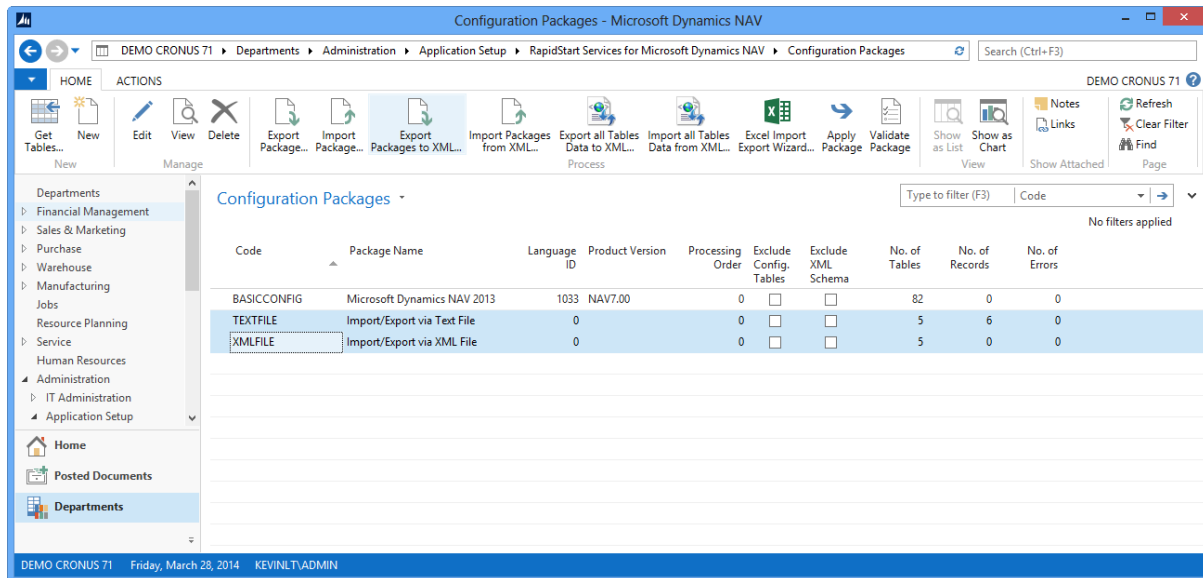 Configuration Packages - Microsoft Dynamics NAV
DEMO CRONUS 71 Departments Administration Application Setup RapidStart Services for Microsoft Dynamics NAV Configuration Packages
Search (Ctrl+F3)
HOME ACTIONS DEMO CRONUS 71
Get Tables...
New
Edit
View
Delete
Export Package...
Import Package...
Export Packages to XML...
Import Packages from XML...
Export all Tables Data to XML...
Import all Tables Data from XML...
Excel Import Export Wizard...
Apply Package
Validate Package
Show as List
Show as Chart
Notes
Links
Refresh
Clear Filter
Find
New Manage Process View Show Attached Page
Departments
Financial Management
Sales & Marketing
Purchase
Warehouse
Manufacturing
Jobs
Resource Planning
Service
Human Resources
Administration
IT Administration
Application Setup
Home
Posted Documents
Departments
Configuration Packages
Type to filter (F3) Code
No filters applied
Code Package Name Language ID Product Version Processing Order Exclude Config. Tables Exclude XML Schema No. of Tables No. of Records No. of Errors
BASICCONFIG Microsoft Dynamics NAV 2013 1033 NAV7.00 0 82 0 0
TEXTFILE Import/Export via Text File 0 0 5 6 0
XMLFILE Import/Export via XML File 0 0 5 0 0
DEMO CRONUS 71 Friday, March 28, 2014 KEVINLT\ADMIN